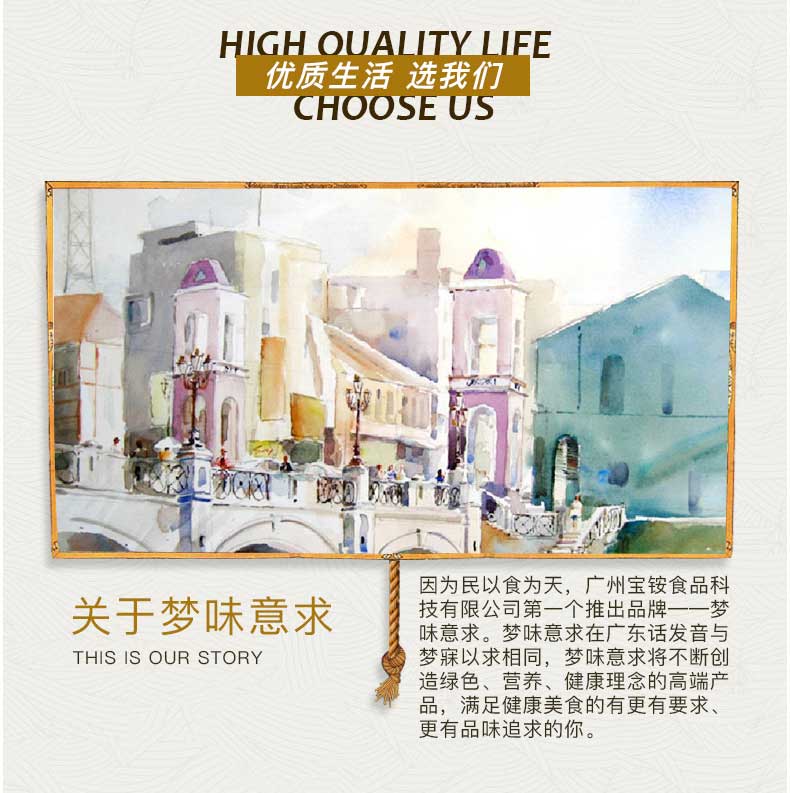 HIGH QUALITY LIFE
优质生活 选我们
CHOOSE US
关于梦味意求
THIS IS OUR STORY
因为民以食为天，广州宝铵食品科
技有限公司第一个推出品牌——梦
味意求。梦味意求在广东话发音与
梦寐以求相同，梦味意求将不断创
造绿色、营养、健康理念的高端产
品，满足健康美食的有更有要求、
更有品味追求的你。